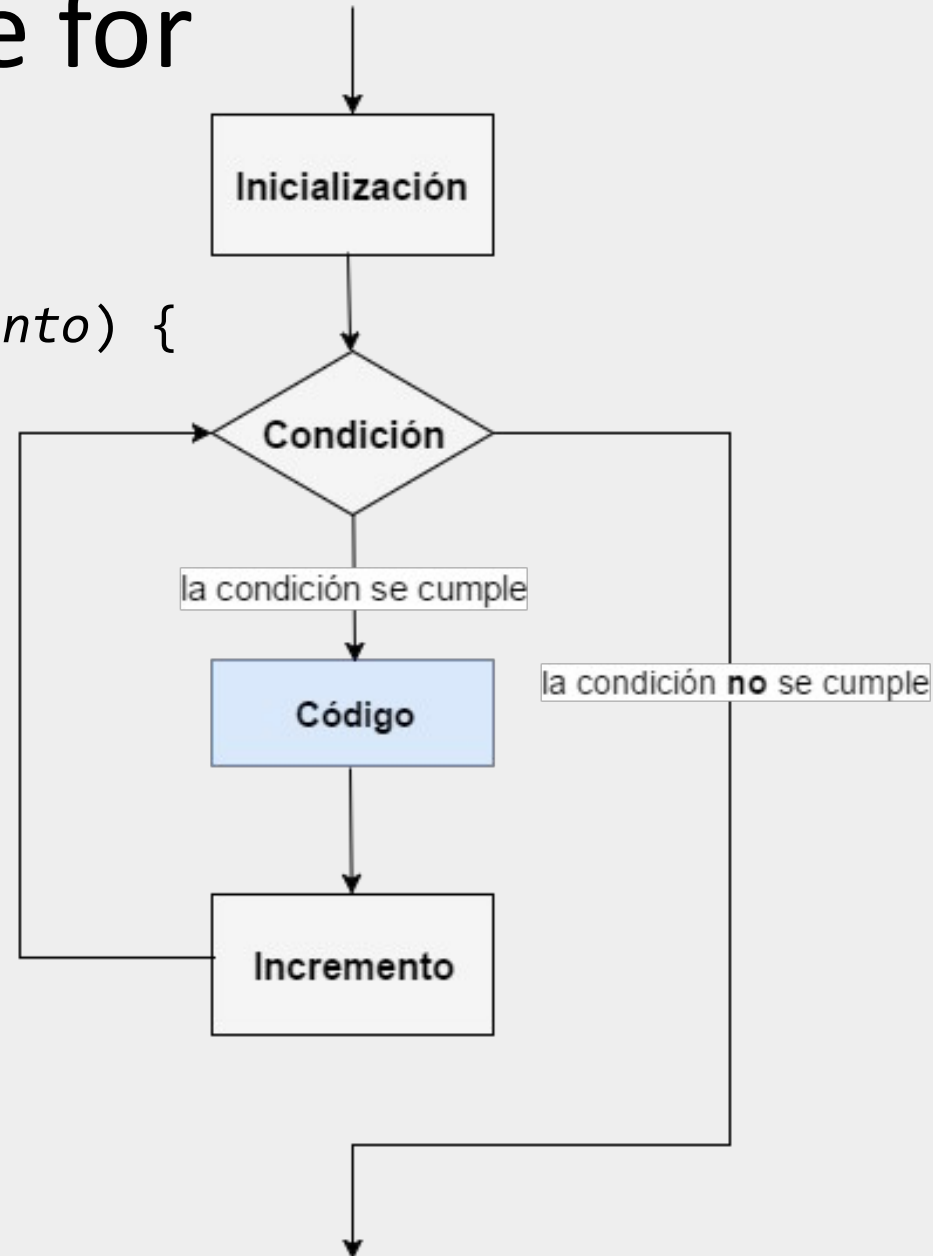 e for
Inicialización
nto) {
Condición
la condición se cumple
la condición no se cumple
Código
Incremento